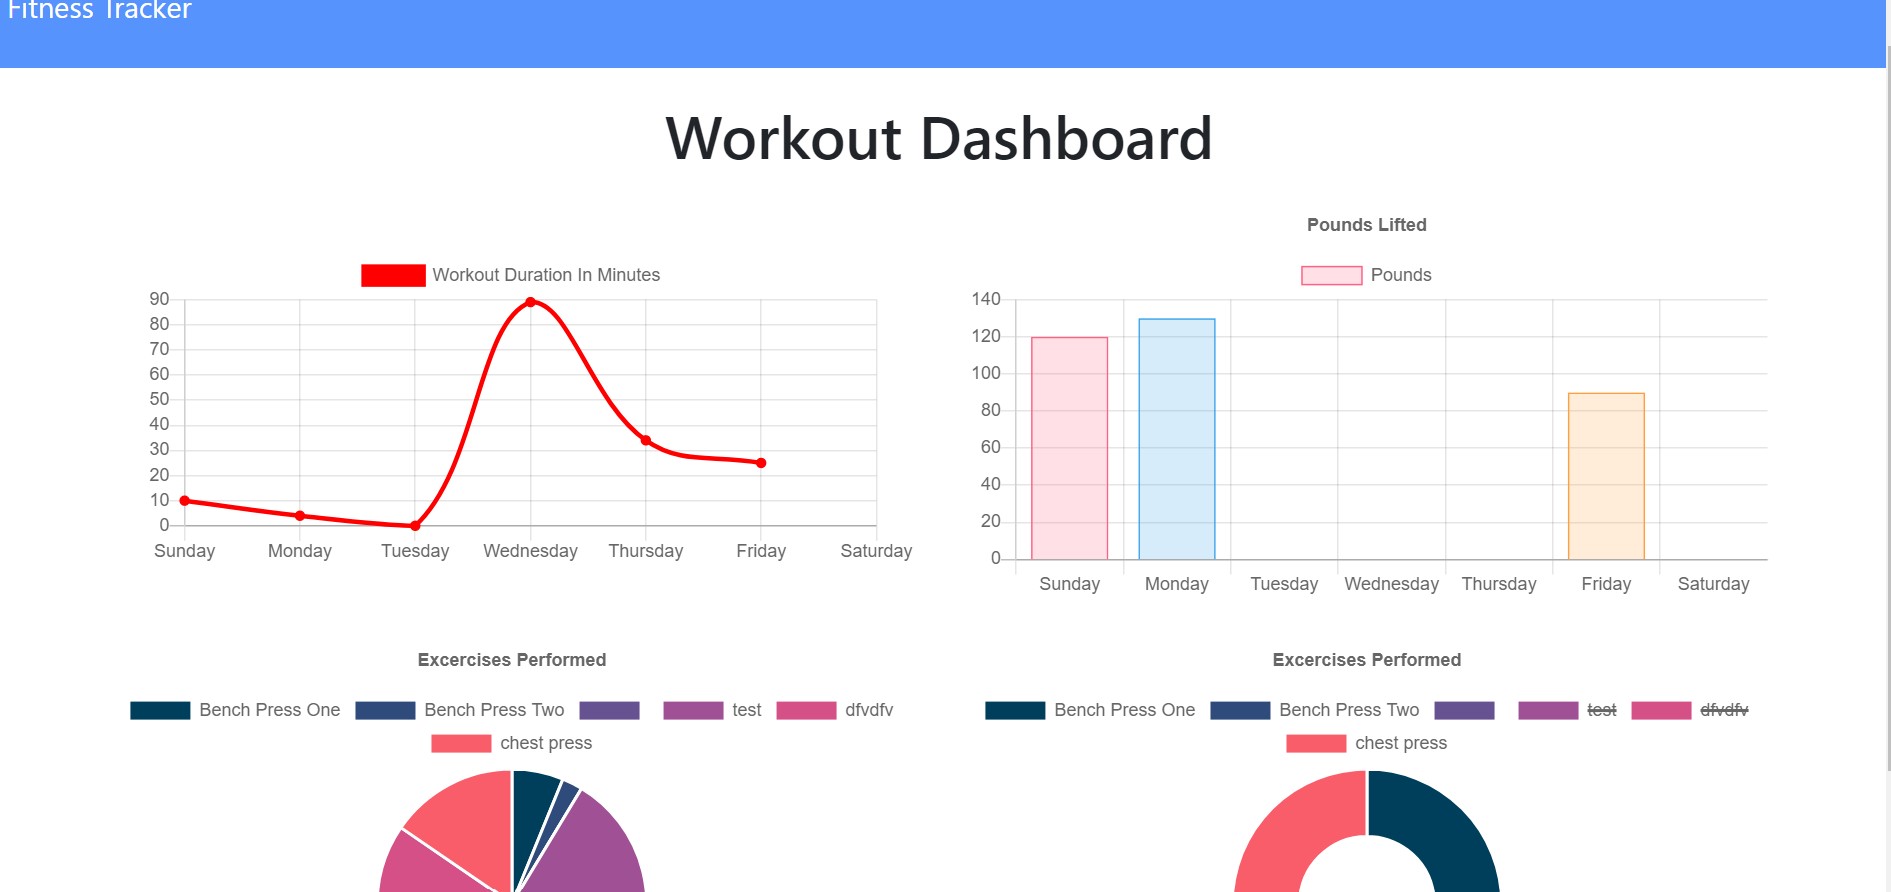 Fitness Tracker
Workout Dashboard
Workout Duration In Minutes
90
80
70
60
50
40
30
20
10
0
Sunday Monday Tuesday Wednesday Thursday Friday Saturday
Pounds Lifted
Pounds
140
120
100
80
60
40
20
0
Sunday Monday Tuesday Wednesday Thursday Friday Saturday
Excercises Performed
Bench Press One Bench Press Two test dfvdfv
chest press
Excercises Performed
Bench Press One Bench Press Two test dfvdfv
chest press